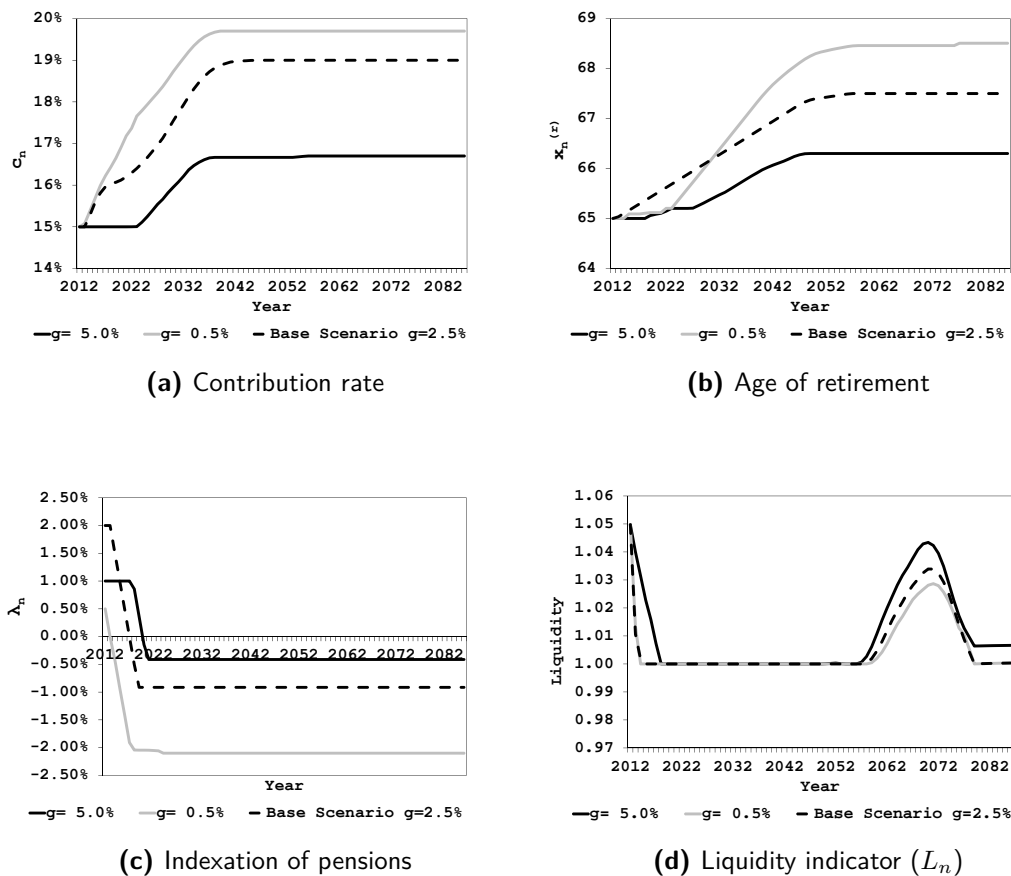 20%
19%
18%
16%
16%
15%
14%
c_n
2012 2022 2032 2042 2052 2062 2072 2082
Year
g= 5.0% g= 0.5% Base Scenario g=2.5%
(a) Contribution rate
69
68
67
66
65
64
x_n^(r)
2012 2022 2032 2042 2052 2062 2072 2082
Year
g= 5.0% g= 0.5% Base Scenario g=2.5%
(b) Age of retirement
2.50%
2.00%
1.50%
1.00%
0.50%
0.00%
-0.50%
-1.00%
-1.50%
-2.00%
-2.50%
λ_n
2012 2022 2032 2042 2052 2062 2072 2082
Year
g= 5.0% g= 0.5% Base Scenario g=2.5%
(c) Indexation of pensions
1.06
1.05
1.04
1.03
1.02
1.01
1.00
0.99
0.98
0.97
Liquidity
2012 2022 2032 2042 2052 2062 2072 2082
Year
g= 5.0% g= 0.5% Base Scenario g=2.5%
(d) Liquidity indicator (L_n)